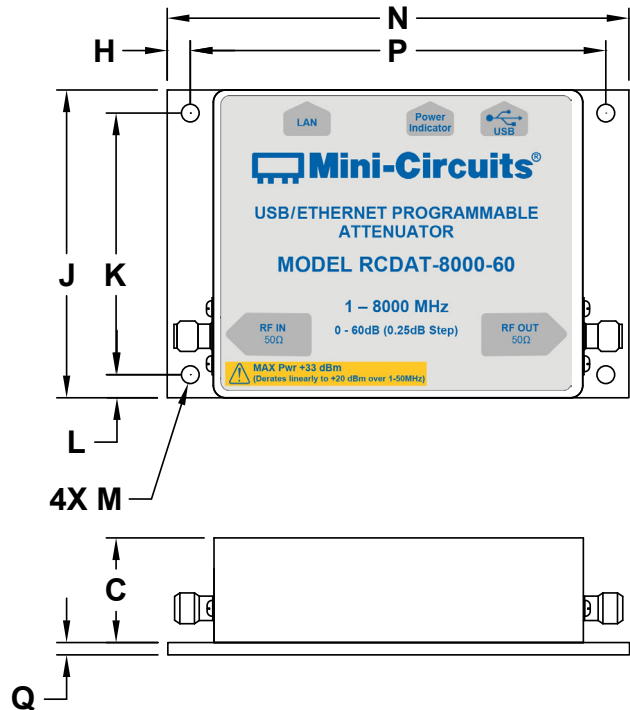 N
H
P
LAN
Power
Indicator
USB
Mini-Circuits®
USB/ETHERNET PROGRAMMABLE
ATTENUATOR
MODEL RCDAT-8000-60
J
K
1 – 8000 MHz
RF IN
50Ω
0 - 60dB (0.25dB Step)
RF OUT
50Ω
MAX Pwr +33 dBm
(Derates linearly to +20 dBm over 1-50MHz)
L
4X M
C
Q